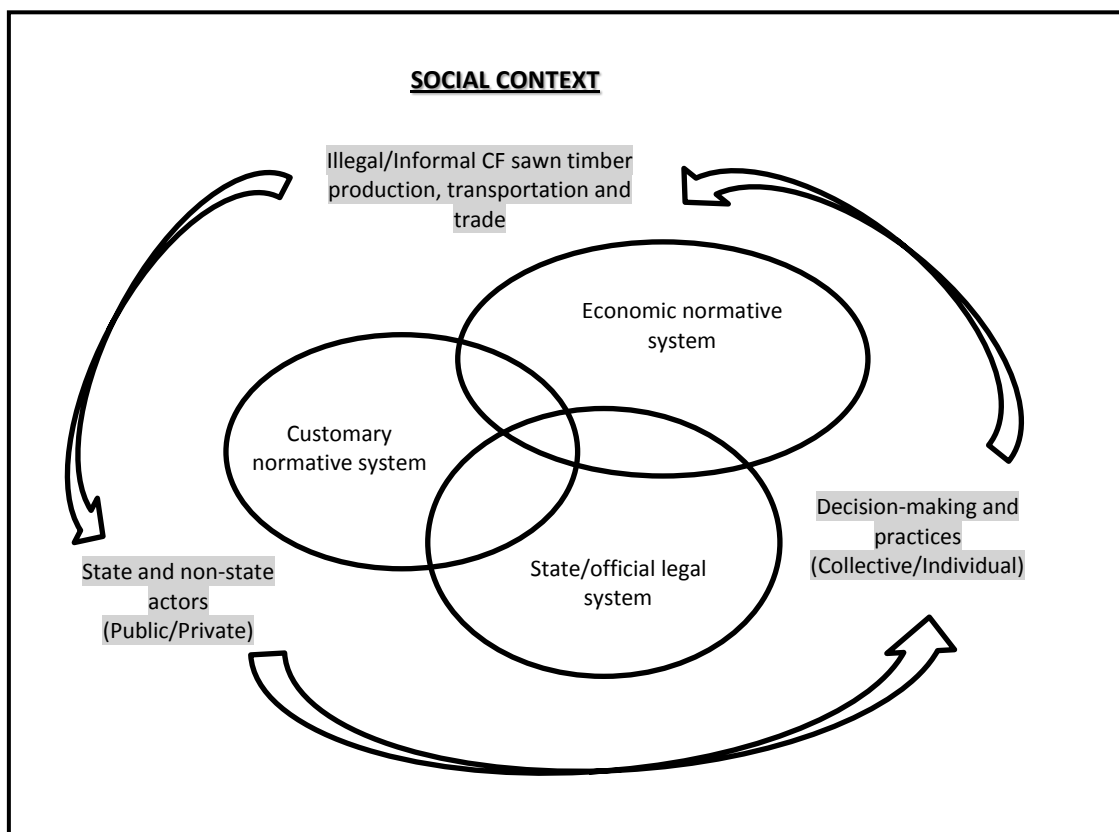 SOCIAL CONTEXT
Illegal/Informal CF sawn timber
production, transportation and
trade
Economic normative
system
Customary
normative system
Decision-making and
practices
(Collective/Individual)
State and non-state
actors
(Public/Private)
State/official legal
system